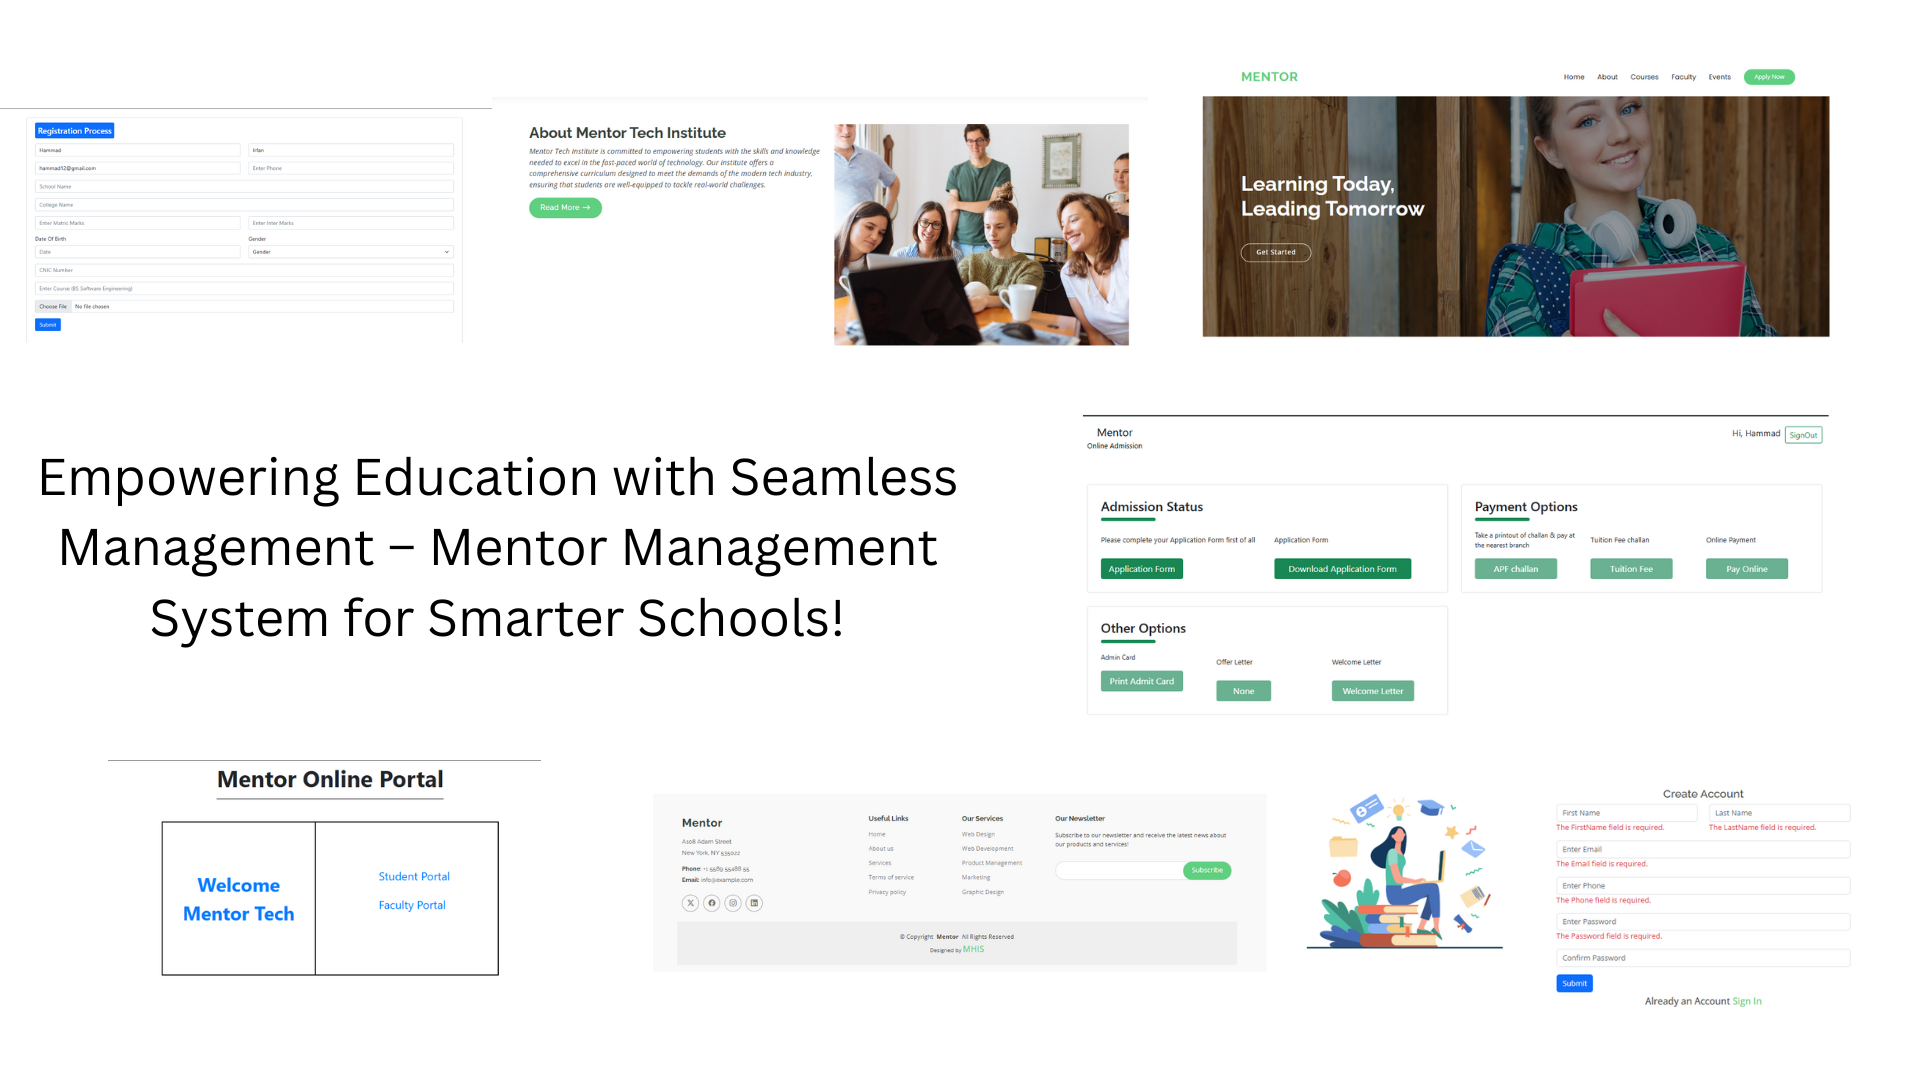 Registration Process
Hammad
Irfan
hammad12@gmail.com
Enter Phone
School Name
College Name
Enter Matric Marks
Enter Inter Marks
Date Of Birth
Gender
Date
Gender
CNIC Number
Enter Course (BS Software Engineering)
Choose File No file chosen
Submit
About Mentor Tech Institute
Mentor Tech Institute is committed to empowering students with the skills and knowledge
needed to excel in the fast-paced world of technology. Our institute offers a
comprehensive curriculum designed to meet the demands of the modern tech industry,
ensuring that students are well-equipped to tackle real-world challenges.
Read More →
MENTOR
Home About Courses Faculty Events Apply Now
Learning Today,
Leading Tomorrow
Get Started
Empowering Education with Seamless
Management – Mentor Management
System for Smarter Schools!
Mentor
Online Admission
Hi, Hammad SignOut
Admission Status
Please complete your Application Form first of all
Application Form
Application Form
Download Application Form
Payment Options
Take a printout of challan & pay at
the nearest branch
Tuition Fee challan
Online Payment
APF challan
Tuition Fee
Pay Online
Other Options
Admin Card
Offer Letter
Welcome Letter
Print Admit Card
None
Welcome Letter
Mentor Online Portal
Welcome
Mentor Tech
Student Portal
Faculty Portal
Mentor
A108 Adam Street
New York, NY 535022
Phone: +1 5589 55488 55
Email: info@example.com
Useful Links
Home
About us
Services
Terms of service
Privacy policy
Our Services
Web Design
Web Development
Product Management
Marketing
Graphic Design
Our Newsletter
Subscribe to our newsletter and receive the latest news about
our products and services!
Subscribe
© Copyright Mentor All Rights Reserved
Designed by MHIS
Create Account
First Name
Last Name
The FirstName field is required.
The LastName field is required.
Enter Email
The Email field is required.
Enter Phone
The Phone field is required.
Enter Password
The Password field is required.
Confirm Password
Submit
Already an Account Sign In